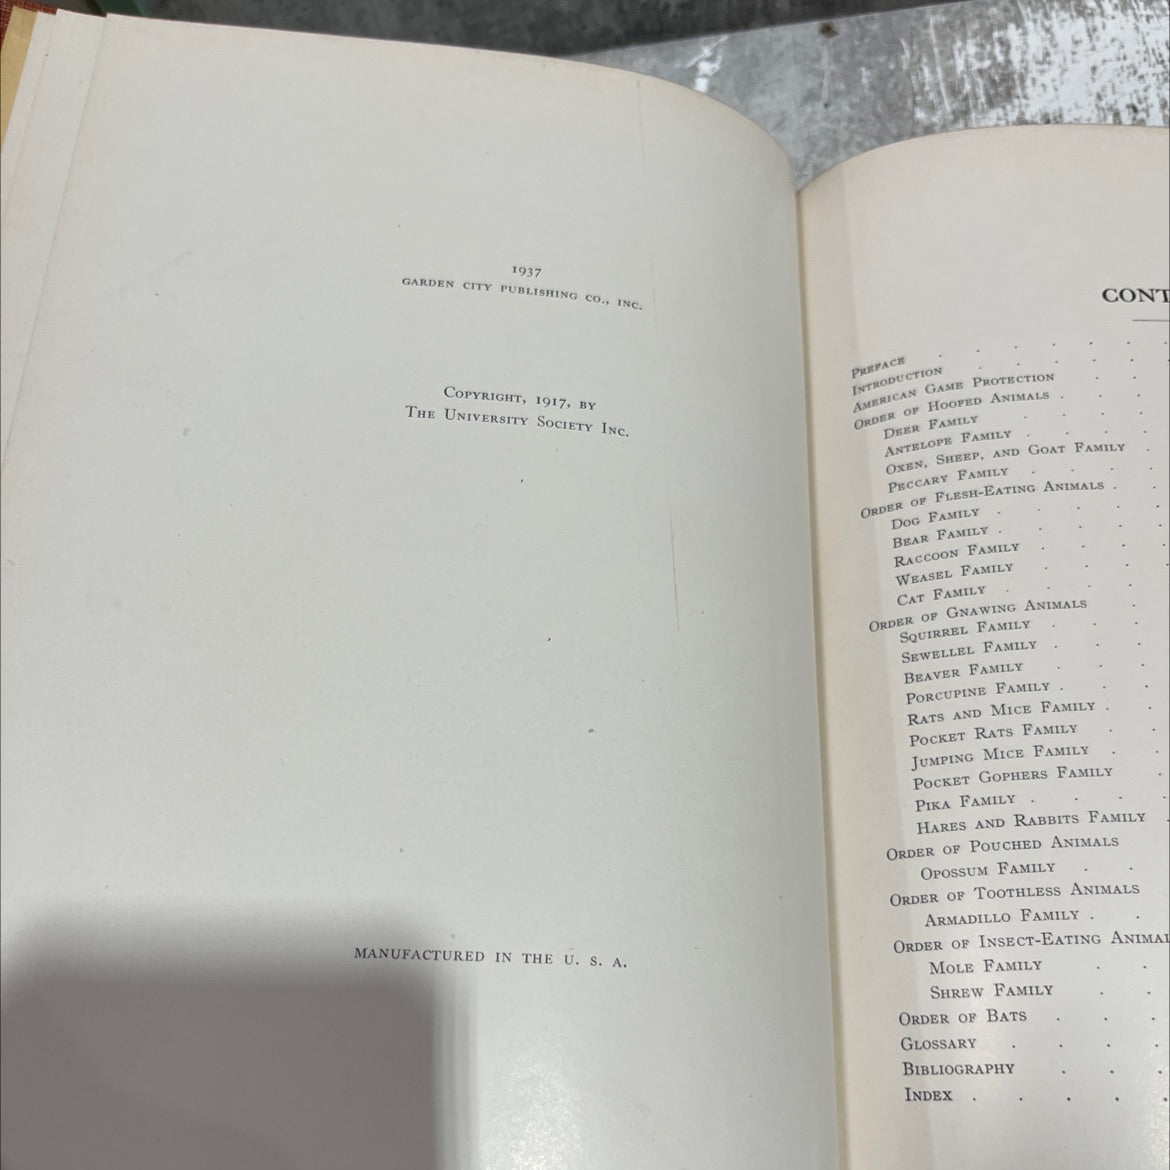 1937
GARDEN CITY PUBLISHING CO., INC.
COPYRIGHT, 1917, BY
THE UNIVERSITY SOCIETY INC.
MANUFACTURED IN THE U. S. A.
CONT
PREFACE
INTRODUCTION
AMERICAN GAME PROTECTION
ORDER OF HOOFED ANIMALS
DEER FAMILY
ANTELOPE FAMILY
OXEN, SHEEP, AND GOAT FAMILY
PECCARY FAMILY
ORDER OF FLESH-EATING ANIMALS
DOG FAMILY
BEAR FAMILY
RACCOON FAMILY
WEASEL FAMILY
CAT FAMILY
ORDER OF GNAWING ANIMALS
SQUIRREL FAMILY
SEWELLEL FAMILY
BEAVER FAMILY
PORCUPINE FAMILY
RATS AND MICE FAMILY
POCKET RATS FAMILY
JUMPING MICE FAMILY
POCKET GOPHERS FAMILY
PIKA FAMILY
HARES AND RABBITS FAMILY
ORDER OF POUCHED ANIMALS
OPOSSUM FAMILY
ORDER OF TOOTHLESS ANIMALS
ARMADILLO FAMILY
ORDER OF INSECT-EATING ANIMAL
MOLE FAMILY
SHREW FAMILY
ORDER OF BATS
GLOSSARY
BIBLIOGRAPHY
INDEX